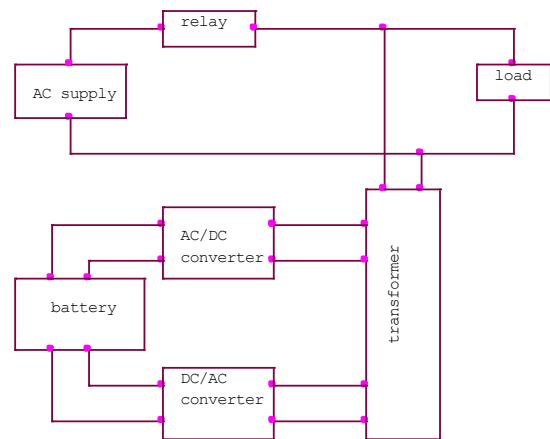 relay
AC supply
load
AC/DC
converter
battery
transformer
DC/AC
converter